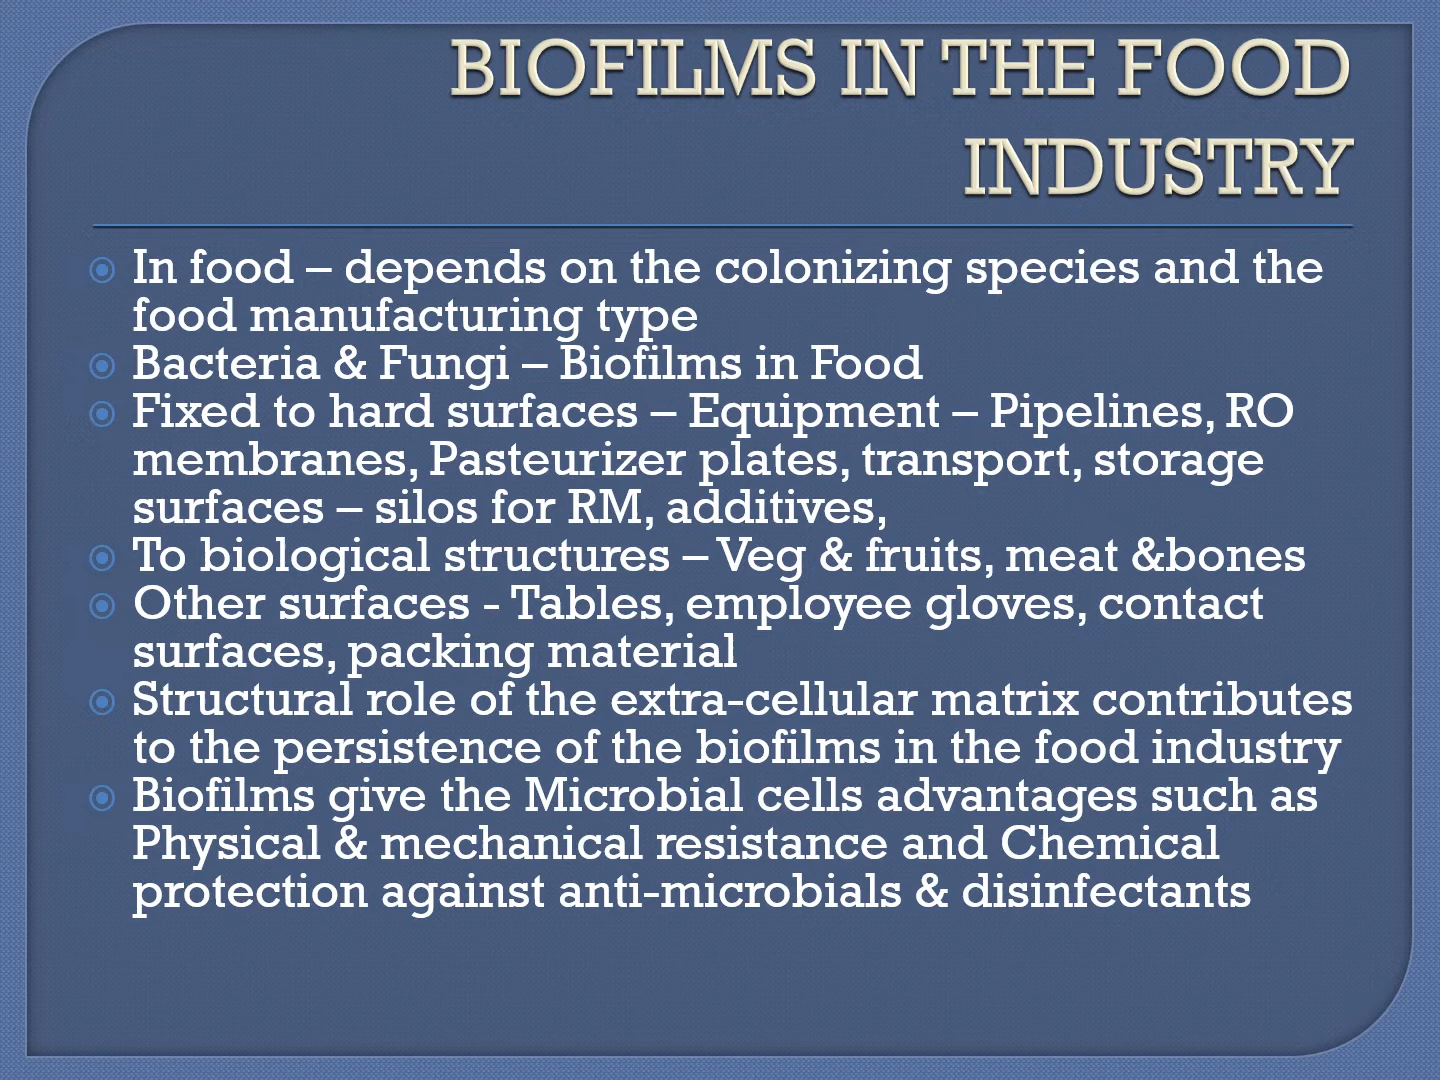 BIOFILMS IN THE FOOD
INDUSTRY
In food – depends on the colonizing species and the
food manufacturing type
Bacteria & Fungi – Biofilms in Food
Fixed to hard surfaces – Equipment – Pipelines, RO
membranes, Pasteurizer plates, transport, storage
surfaces – silos for RM, additives,
To biological structures – Veg & fruits, meat &bones
Other surfaces - Tables, employee gloves, contact
surfaces, packing material
Structural role of the extra-cellular matrix contributes
to the persistence of the biofilms in the food industry
Biofilms give the Microbial cells advantages such as
Physical & mechanical resistance and Chemical
protection against anti-microbials & disinfectants